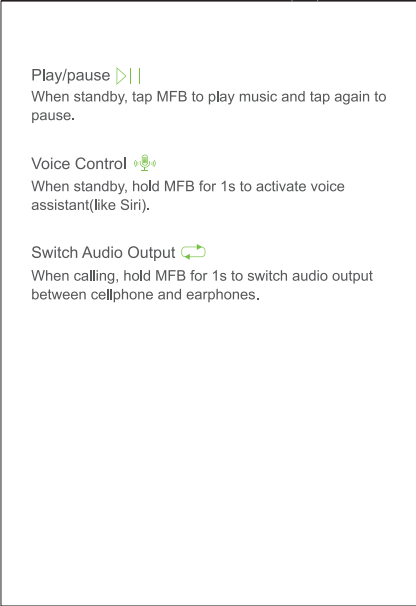 Play/pause
When standby, tap MFB to play music and tap again to
pause.
Voice Control
When standby, hold MFB for 1s to activate voice
assistant(like Siri).
Switch Audio Output
When calling, hold MFB for 1s to switch audio output
between cellphone and earphones.